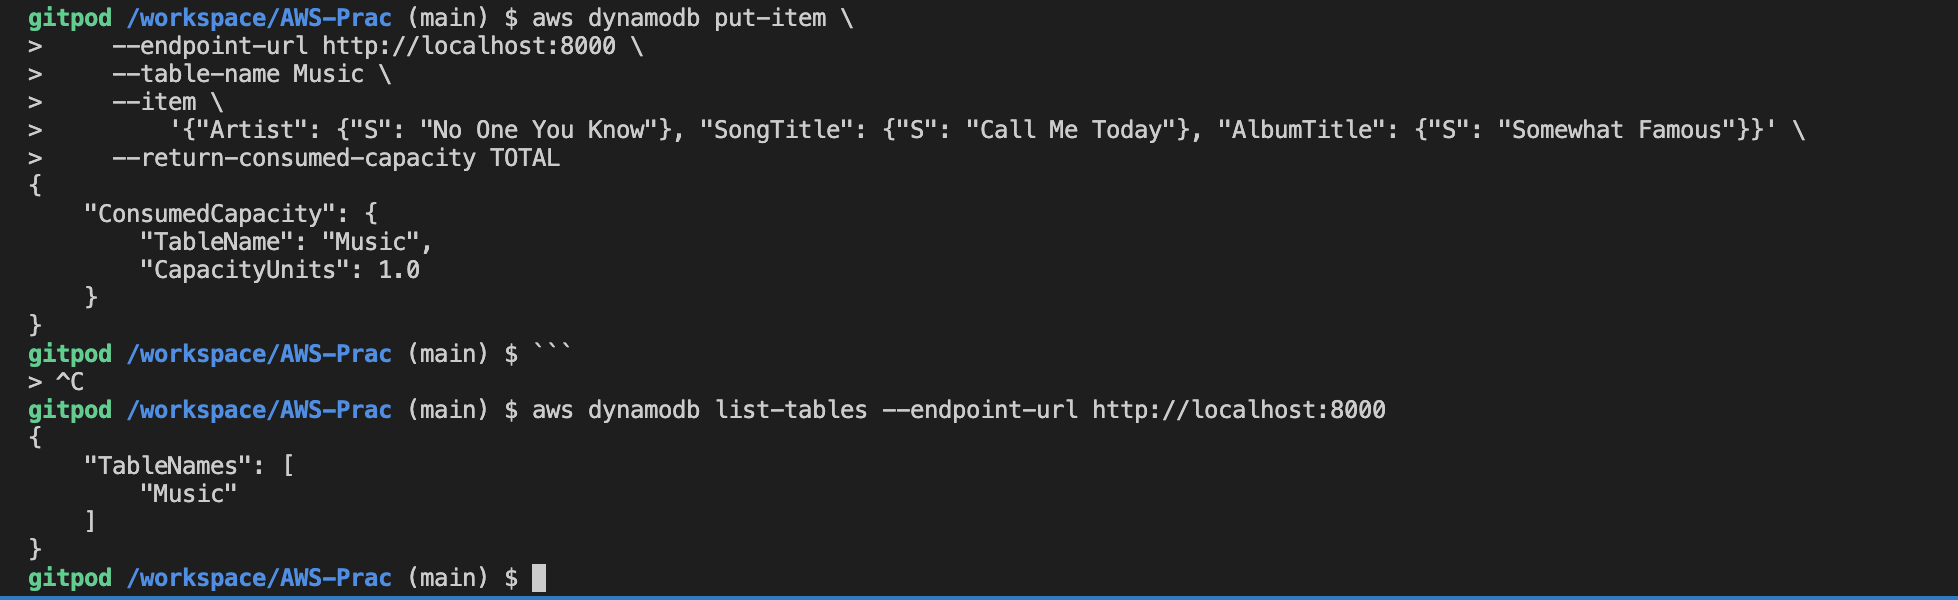 gitpod /workspace/AWS-Prac (main) $ aws dynamodb put-item \
>     --endpoint-url http://localhost:8000 \
>     --table-name Music \
>     --item \
>         '{"Artist": {"S": "No One You Know"}, "SongTitle": {"S": "Call Me Today"}, "AlbumTitle": {"S": "Somewhat Famous"}}' \
>     --return-consumed-capacity TOTAL
{
    "ConsumedCapacity": {
        "TableName": "Music",
        "CapacityUnits": 1.0
    }
}
gitpod /workspace/AWS-Prac (main) $ ```
> ^C
gitpod /workspace/AWS-Prac (main) $ aws dynamodb list-tables --endpoint-url http://localhost:8000
{
    "TableNames": [
        "Music"
    ]
}
gitpod /workspace/AWS-Prac (main) $